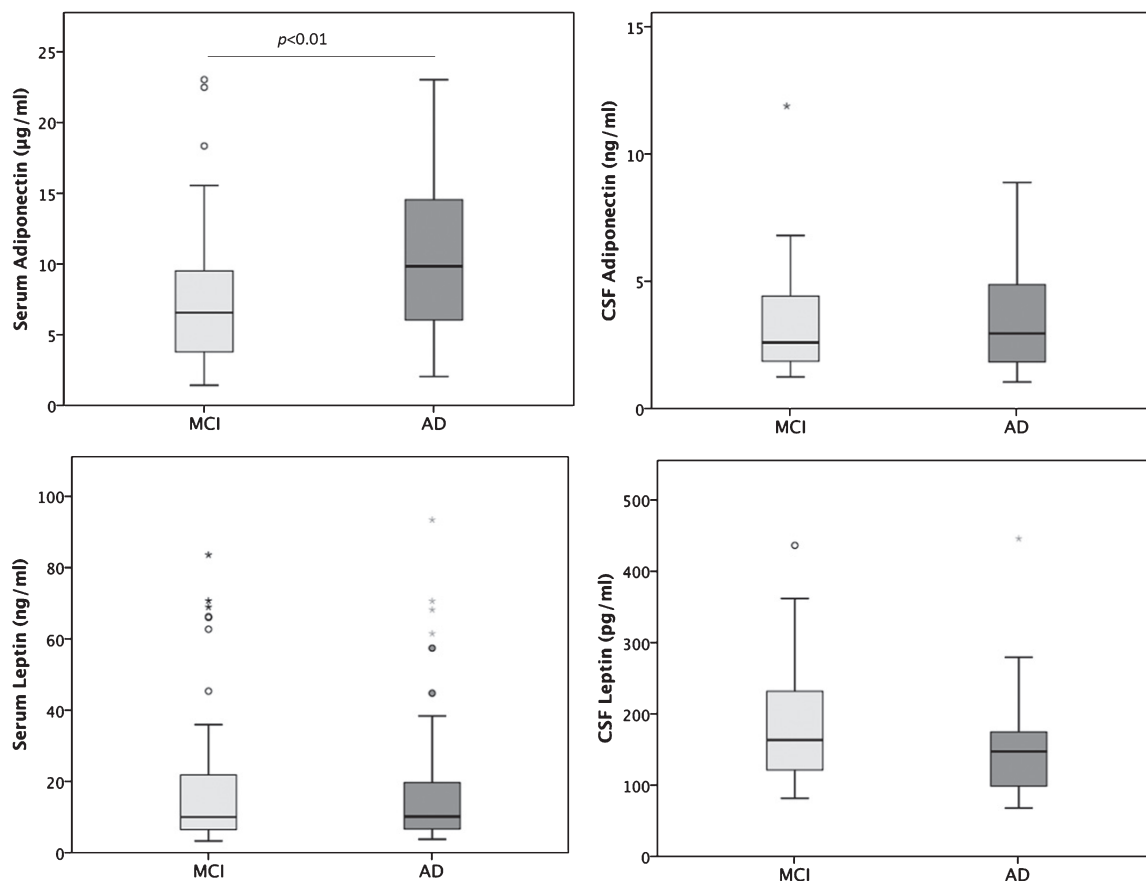 p<0.01
Serum Adiponectin (µg/ml)
25
20
15
10
5
0
MCI AD
CSF Adiponectin (ng/ml)
15
10
5
0
MCI AD
Serum Leptin (ng/ml)
100
80
60
40
20
0
MCI AD
CSF Leptin (pg/ml)
500
400
300
200
100
0
MCI AD